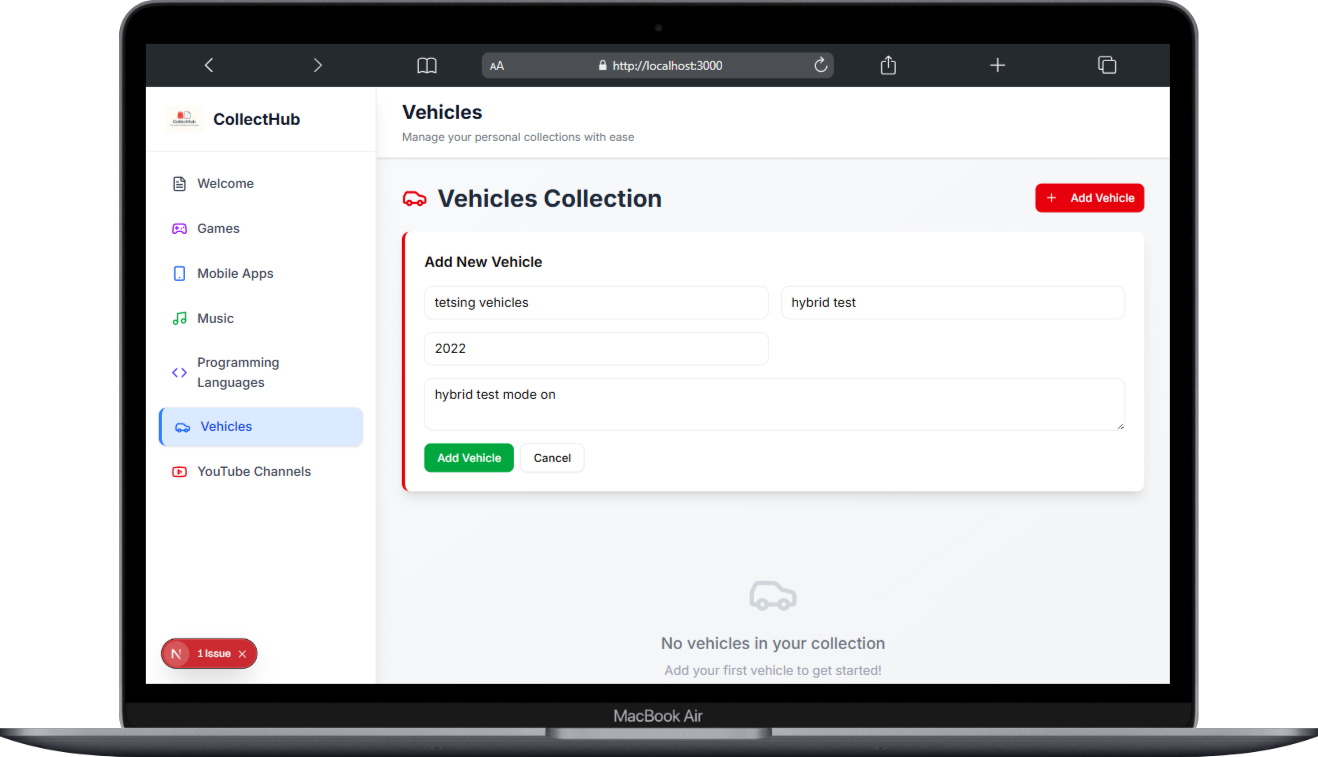 AA http://localhost:3000
CollectHub
CollectHub
Vehicles
Manage your personal collections with ease
Welcome
Games
Mobile Apps
Music
Programming
Languages
Vehicles
YouTube Channels
N 1 Issue
Vehicles Collection
+ Add Vehicle
Add New Vehicle
tetsing vehicles
hybrid test
2022
hybrid test mode on
Add Vehicle
Cancel
No vehicles in your collection
Add your first vehicle to get started!
MacBook Air